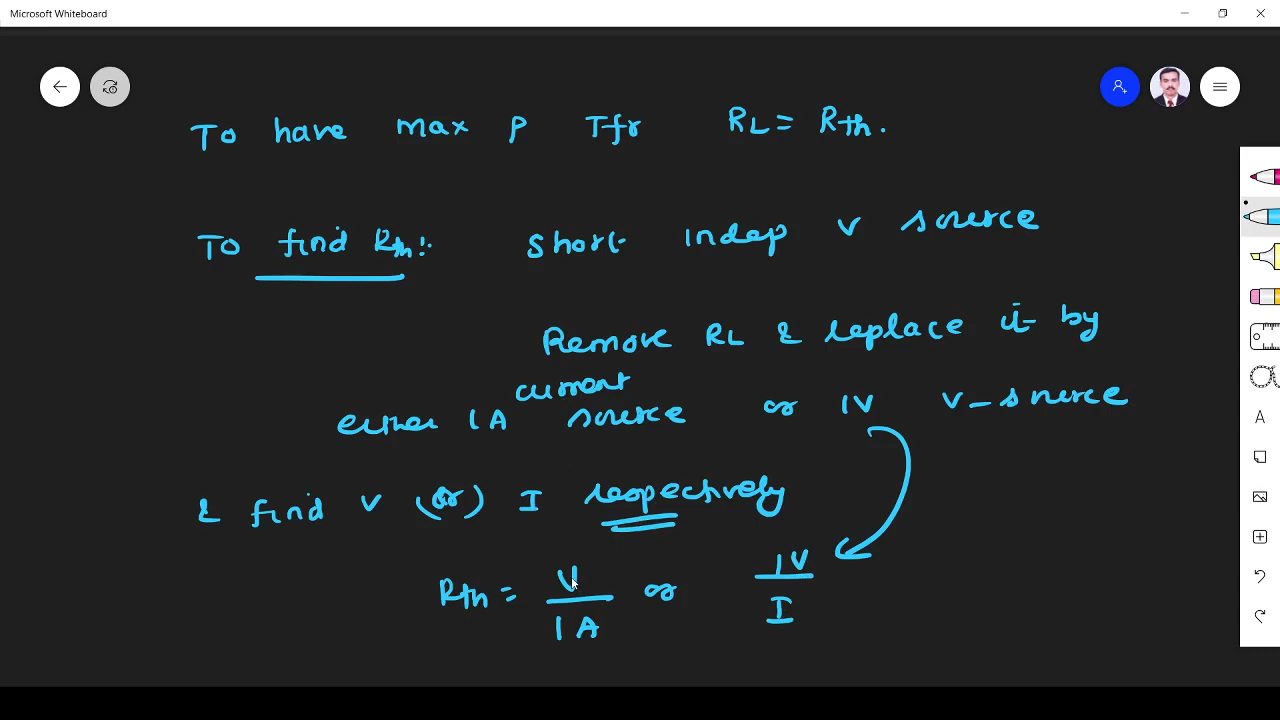 Microsoft Whiteboard
To have max P Tfr RL = Rth.
To find Rth:. Short indep V source
Remove RL & replace it by
either 1A current source or 1V V-source
& find V (or) I respectively
Rth = V/1A or 1V/I
A